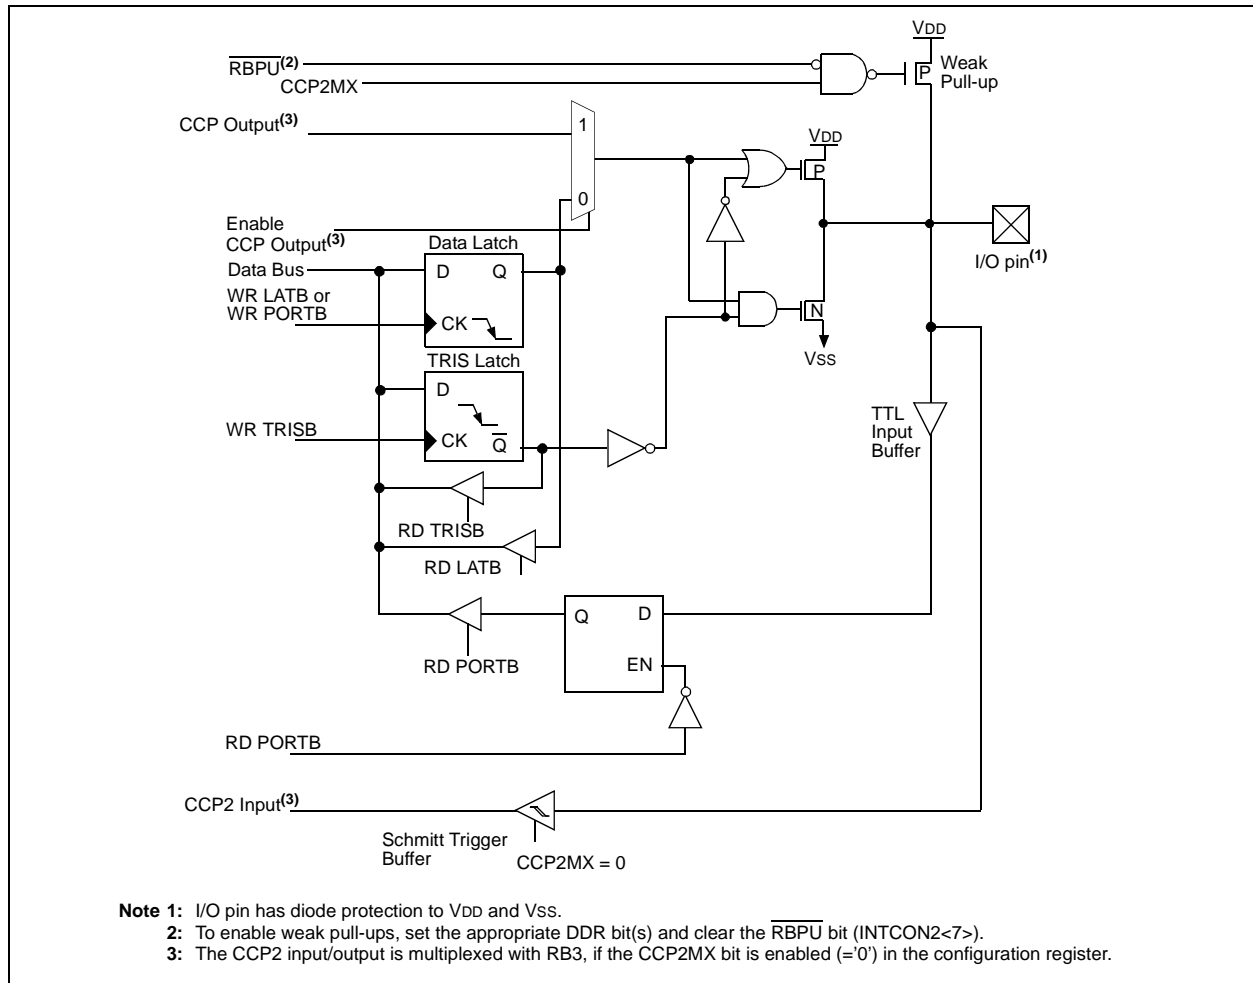 VDD
RBPU(2)
Weak
Pull-up
P
CCP2MX
CCP Output(3)
1
VDD
P
0
Enable
CCP Output(3)
Data Latch
I/O pin(1)
Data Bus
D Q
WR LATB or
WR PORTB
CK
N
VSS
TRIS Latch
D
TTL
Input
Buffer
WR TRISB
CK Q
RD TRISB
RD LATB
Q D
RD PORTB
EN
RD PORTB
CCP2 Input(3)
Schmitt Trigger
Buffer
CCP2MX = 0
Note 1: I/O pin has diode protection to VDD and VSS.
2: To enable weak pull-ups, set the appropriate DDR bit(s) and clear the RBPU bit (INTCON2<7>).
3: The CCP2 input/output is multiplexed with RB3, if the CCP2MX bit is enabled (='0') in the configuration register.